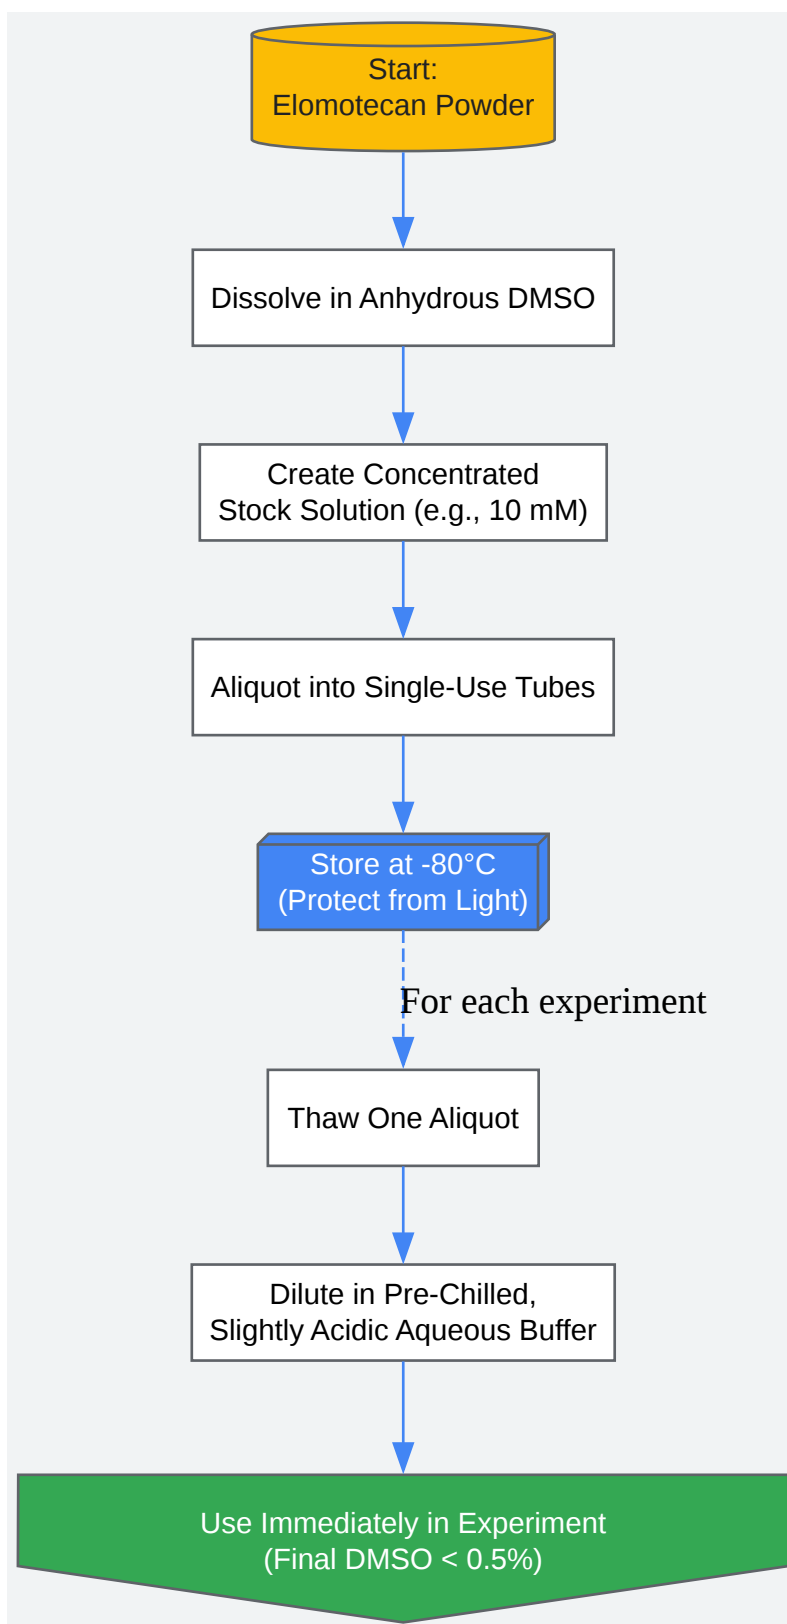 Start:
Elomotecan Powder
Dissolve in Anhydrous DMSO
Create Concentrated
Stock Solution (e.g., 10 mM)
Aliquot into Single-Use Tubes
Store at -80°C
(Protect from Light)
For each experiment
Thaw One Aliquot
Dilute in Pre-Chilled,
Slightly Acidic Aqueous Buffer
Use Immediately in Experiment
(Final DMSO < 0.5%)